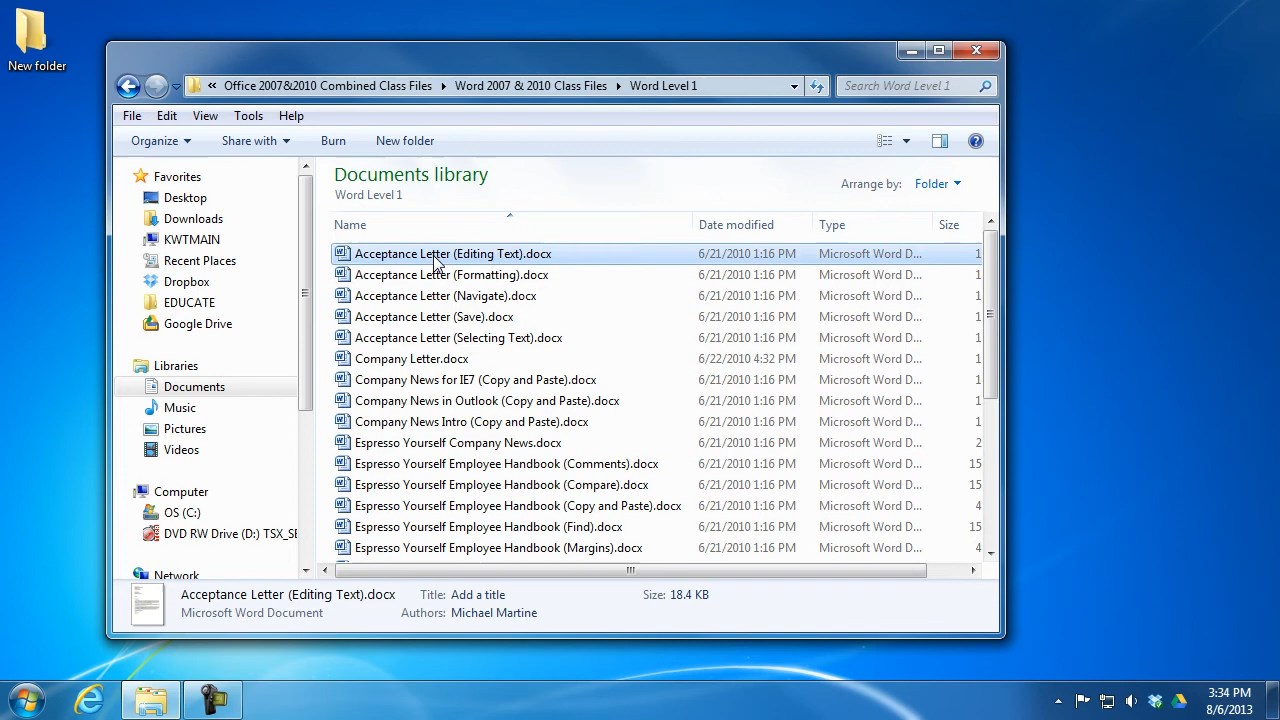 New folder
« Office 2007&2010 Combined Class Files Word 2007 & 2010 Class Files Word Level 1
Search Word Level 1
File Edit View Tools Help
Organize Share with Burn New folder
Favorites
Desktop
Downloads
KWTMAIN
Recent Places
Dropbox
EDUCATE
Google Drive
Libraries
Documents
Music
Pictures
Videos
Computer
OS (C:)
DVD RW Drive (D:) TSX_SE
Network
Documents library
Word Level 1
Arrange by: Folder
Name Date modified Type Size
Acceptance Letter (Editing Text).docx 6/21/2010 1:16 PM Microsoft Word D... 1
Acceptance Letter (Formatting).docx 6/21/2010 1:16 PM Microsoft Word D... 1
Acceptance Letter (Navigate).docx 6/21/2010 1:16 PM Microsoft Word D... 1
Acceptance Letter (Save).docx 6/21/2010 1:16 PM Microsoft Word D... 1
Acceptance Letter (Selecting Text).docx 6/21/2010 1:16 PM Microsoft Word D... 1
Company Letter.docx 6/22/2010 4:32 PM Microsoft Word D... 1
Company News for IE7 (Copy and Paste).docx 6/21/2010 1:16 PM Microsoft Word D... 1
Company News in Outlook (Copy and Paste).docx 6/21/2010 1:16 PM Microsoft Word D... 1
Company News Intro (Copy and Paste).docx 6/21/2010 1:16 PM Microsoft Word D... 1
Espresso Yourself Company News.docx 6/21/2010 1:16 PM Microsoft Word D... 2
Espresso Yourself Employee Handbook (Comments).docx 6/21/2010 1:16 PM Microsoft Word D... 15
Espresso Yourself Employee Handbook (Compare).docx 6/21/2010 1:16 PM Microsoft Word D... 15
Espresso Yourself Employee Handbook (Copy and Paste).docx 6/21/2010 1:16 PM Microsoft Word D... 4
Espresso Yourself Employee Handbook (Find).docx 6/21/2010 1:16 PM Microsoft Word D... 15
Espresso Yourself Employee Handbook (Margins).docx 6/21/2010 1:16 PM Microsoft Word D... 4
Acceptance Letter (Editing Text).docx Title: Add a title Size: 18.4 KB
Microsoft Word Document Authors: Michael Martine
3:34 PM
8/6/2013